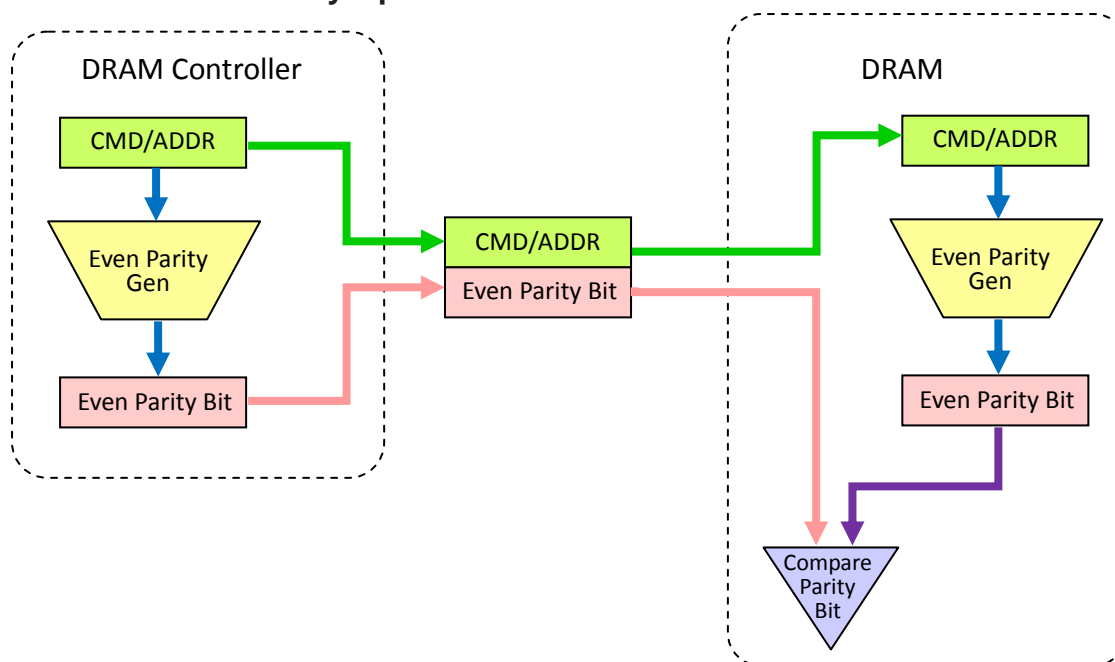 DRAM Controller
CMD/ADDR
Even Parity
Gen
Even Parity Bit
CMD/ADDR
Even Parity Bit
DRAM
CMD/ADDR
Even Parity
Gen
Even Parity Bit
Compare
Parity
Bit